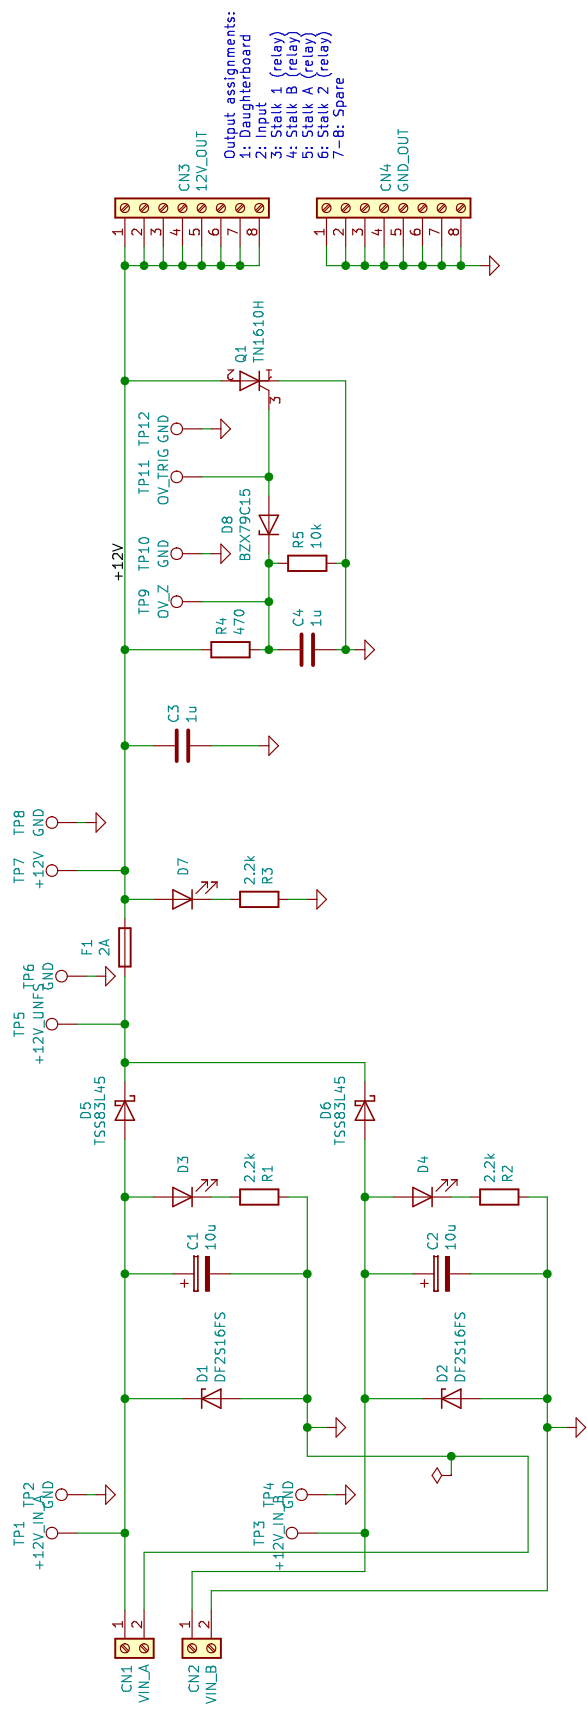 Output assignments:
1: Daughterboard
2: Input
3: Stalk 1 (relay)
4: Stalk B (relay)
5: Stalk A (relay)
6: Stalk 2 (relay)
7-8: Spare
CN3
12V_OUT
1
2
3
4
5
6
7
8
CN4
GND_OUT
1
2
3
4
5
6
7
8
Q1
TN1610H
2
1
3
TP12
GND
TP11
OV_TRIG
D8
BZX79C15
TP10
GND
TP9
OV_Z
R5
10k
+12V
R4
470
C4
1u
C3
1u
TP8
GND
TP7
+12V
D7
2.2k
R3
F1
2A
TP6
GND
TP5
+12V_UNFS
D5
TSS83L45
D6
TSS83L45
D3
2.2k
R1
D4
2.2k
R2
C1
10u
+
C2
10u
+
D1
DF2S16FS
D2
DF2S16FS
TP2
GND
TP1
+12V_IN_A
TP4
GND
TP3
+12V_IN_B
1
2
CN1
VIN_A
1
2
CN2
VIN_B